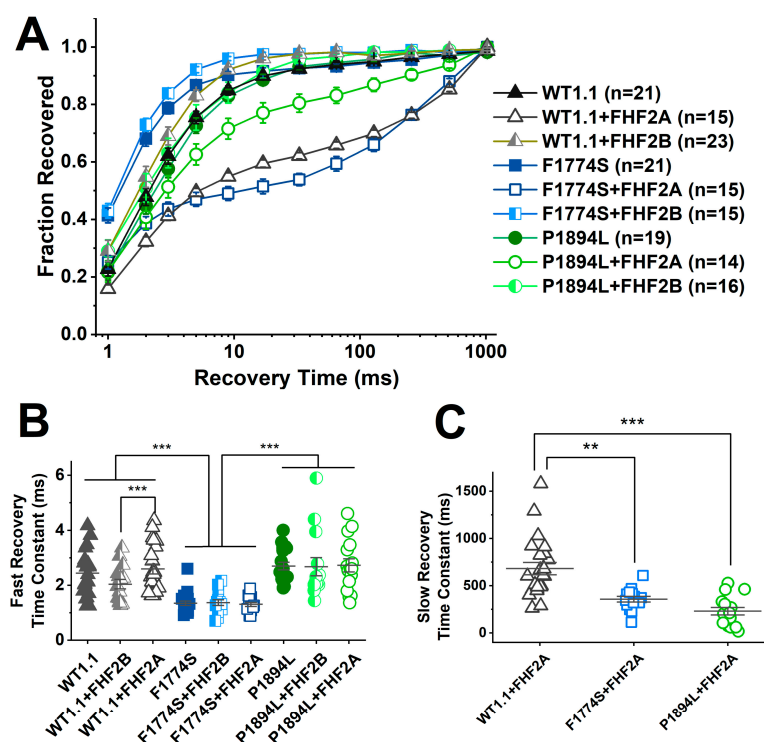 A
Fraction Recovered
1.0
0.8
0.6
0.4
0.2
0.0
1
10
100
1000
Recovery Time (ms)
WT1.1 (n=21)
WT1.1+FHF2A (n=15)
WT1.1+FHF2B (n=23)
F1774S (n=21)
F1774S+FHF2A (n=15)
F1774S+FHF2B (n=15)
P1894L (n=19)
P1894L+FHF2A (n=14)
P1894L+FHF2B (n=16)
B
Fast Recovery
Time Constant (ms)
6
4
2
0
***
***
***
WT1.1
WT1.1+FHF2B
WT1.1+FHF2A
F1774S
F1774S+FHF2B
F1774S+FHF2A
P1894L
P1894L+FHF2B
P1894L+FHF2A
C
Slow Recovery
Time Constant (ms)
1500
1000
500
0
***
**
WT1.1+FHF2A
F1774S+FHF2A
P1894L+FHF2A